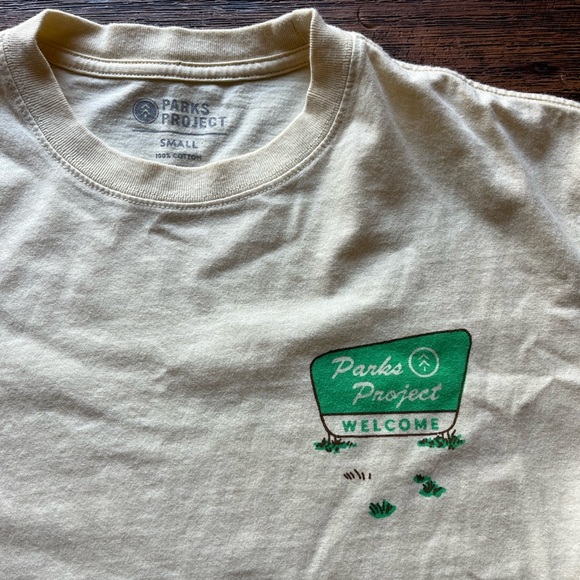 PARKS
PROJECT
SMALL
100% COTTON
Parks
Project
WELCOME